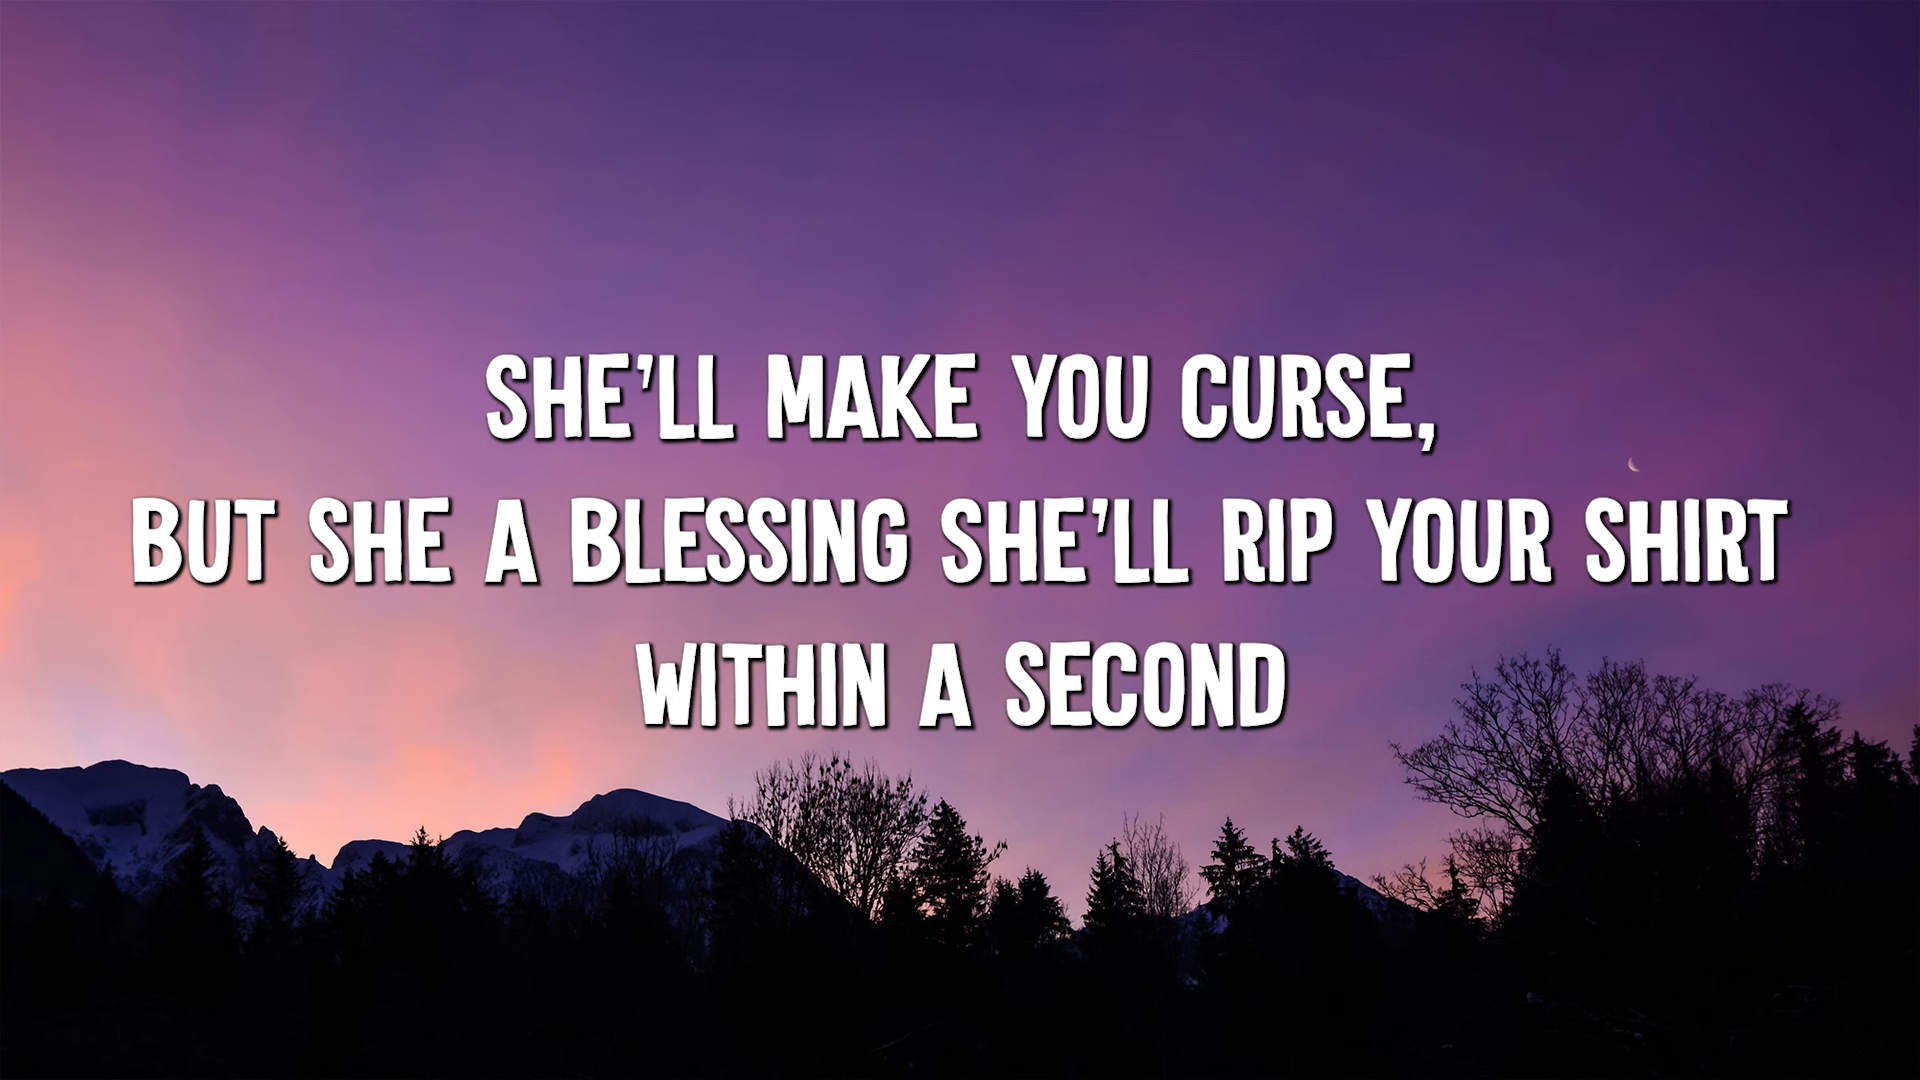 SHE'LL MAKE YOU CURSE,
BUT SHE A BLESSING SHE'LL RIP YOUR SHIRT
WITHIN A SECOND